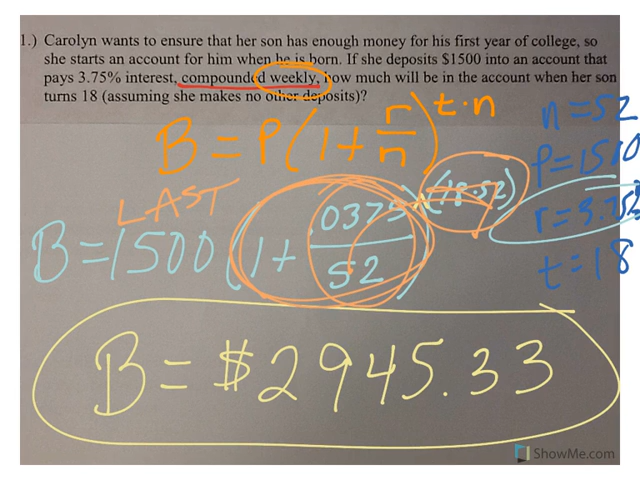 1.) Carolyn wants to ensure that her son has enough money for his first year of college, so
she starts an account for him when he is born. If she deposits $1500 into an account that
pays 3.75% interest, compounded weekly, how much will be in the account when her son
turns 18 (assuming she makes no other deposits)?
B = P(1 + r/n)^t·n
n = 52
P = 1500
r = 3.75%
t = 18
LAST
B = 1500 (1 + .0375/52)^(18·52)
B = $2945.33
ShowMe.com